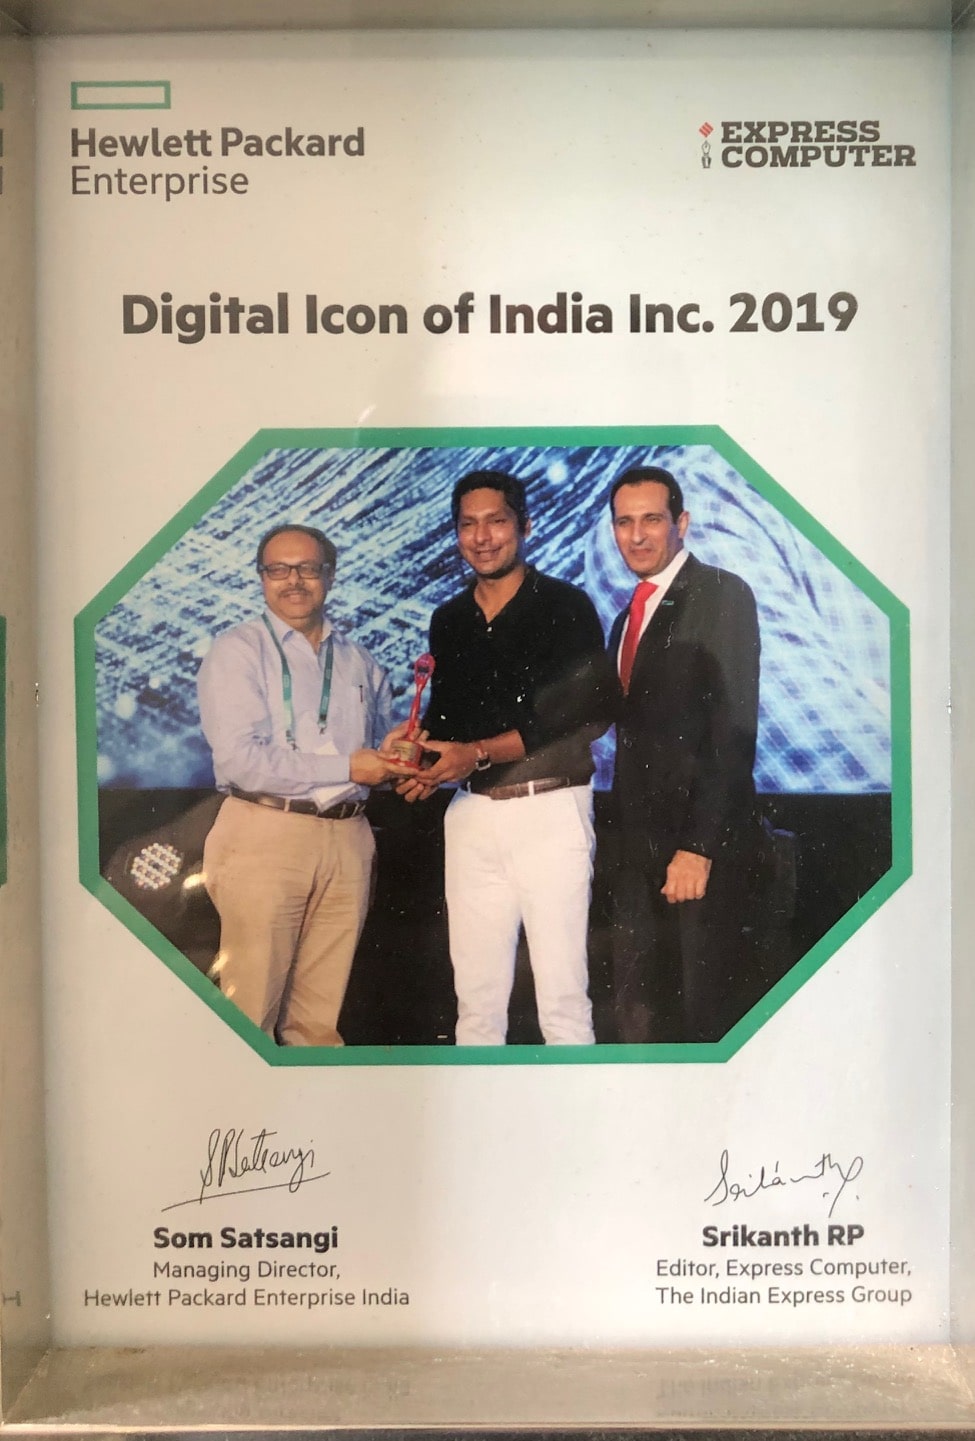 Hewlett Packard
Enterprise
EXPRESS
COMPUTER
Digital Icon of India Inc. 2019
Som Satsangi
Managing Director,
Hewlett Packard Enterprise India
Srikanth RP
Editor, Express Computer,
The Indian Express Group